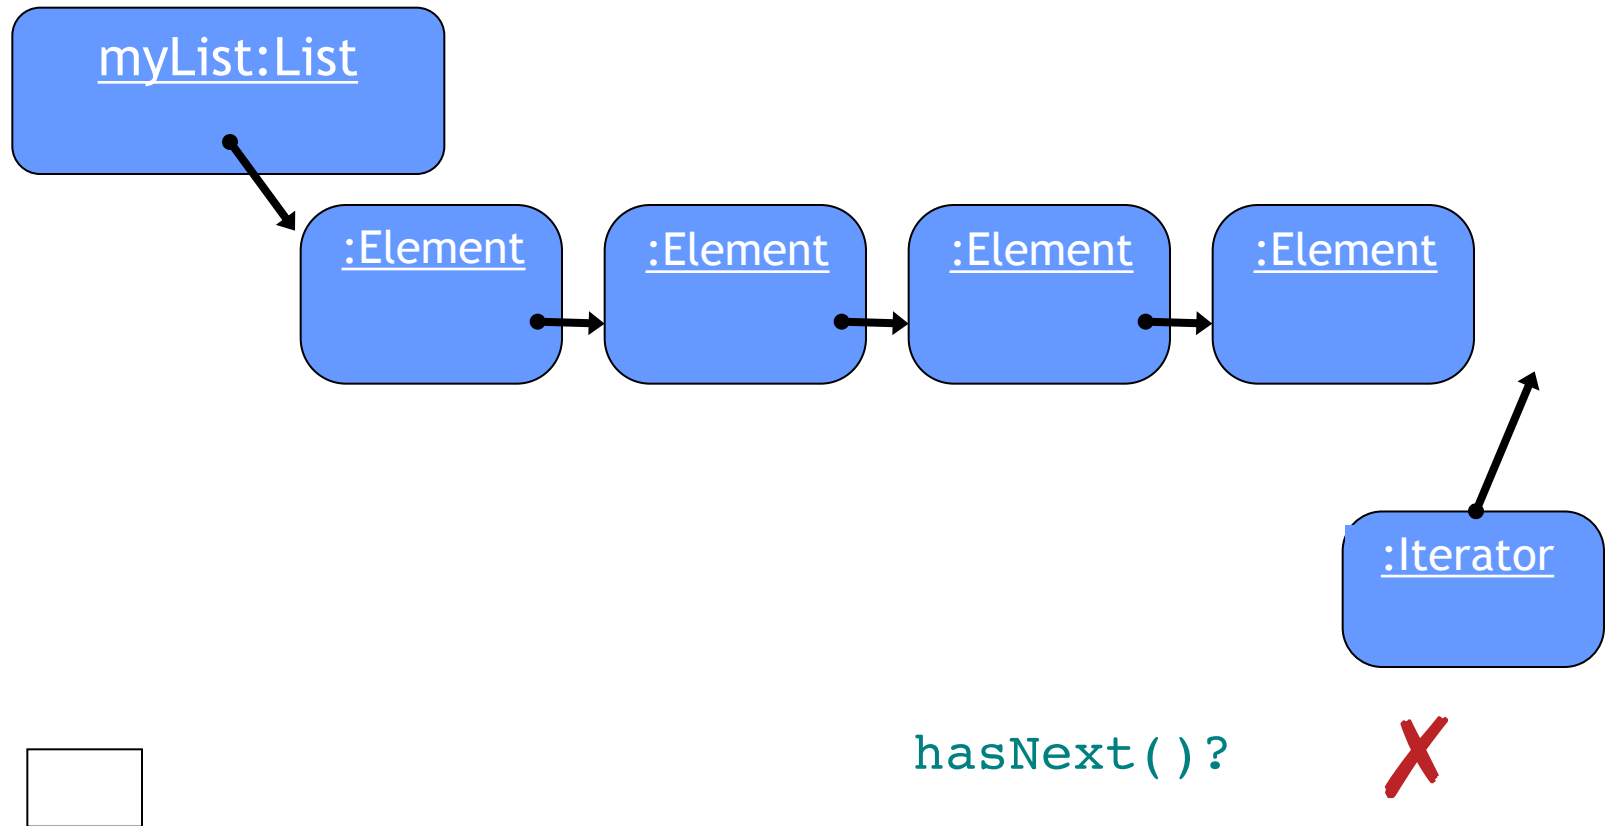 myList:List
:Element
:Element
:Element
:Element
:Iterator
hasNext()?
✗